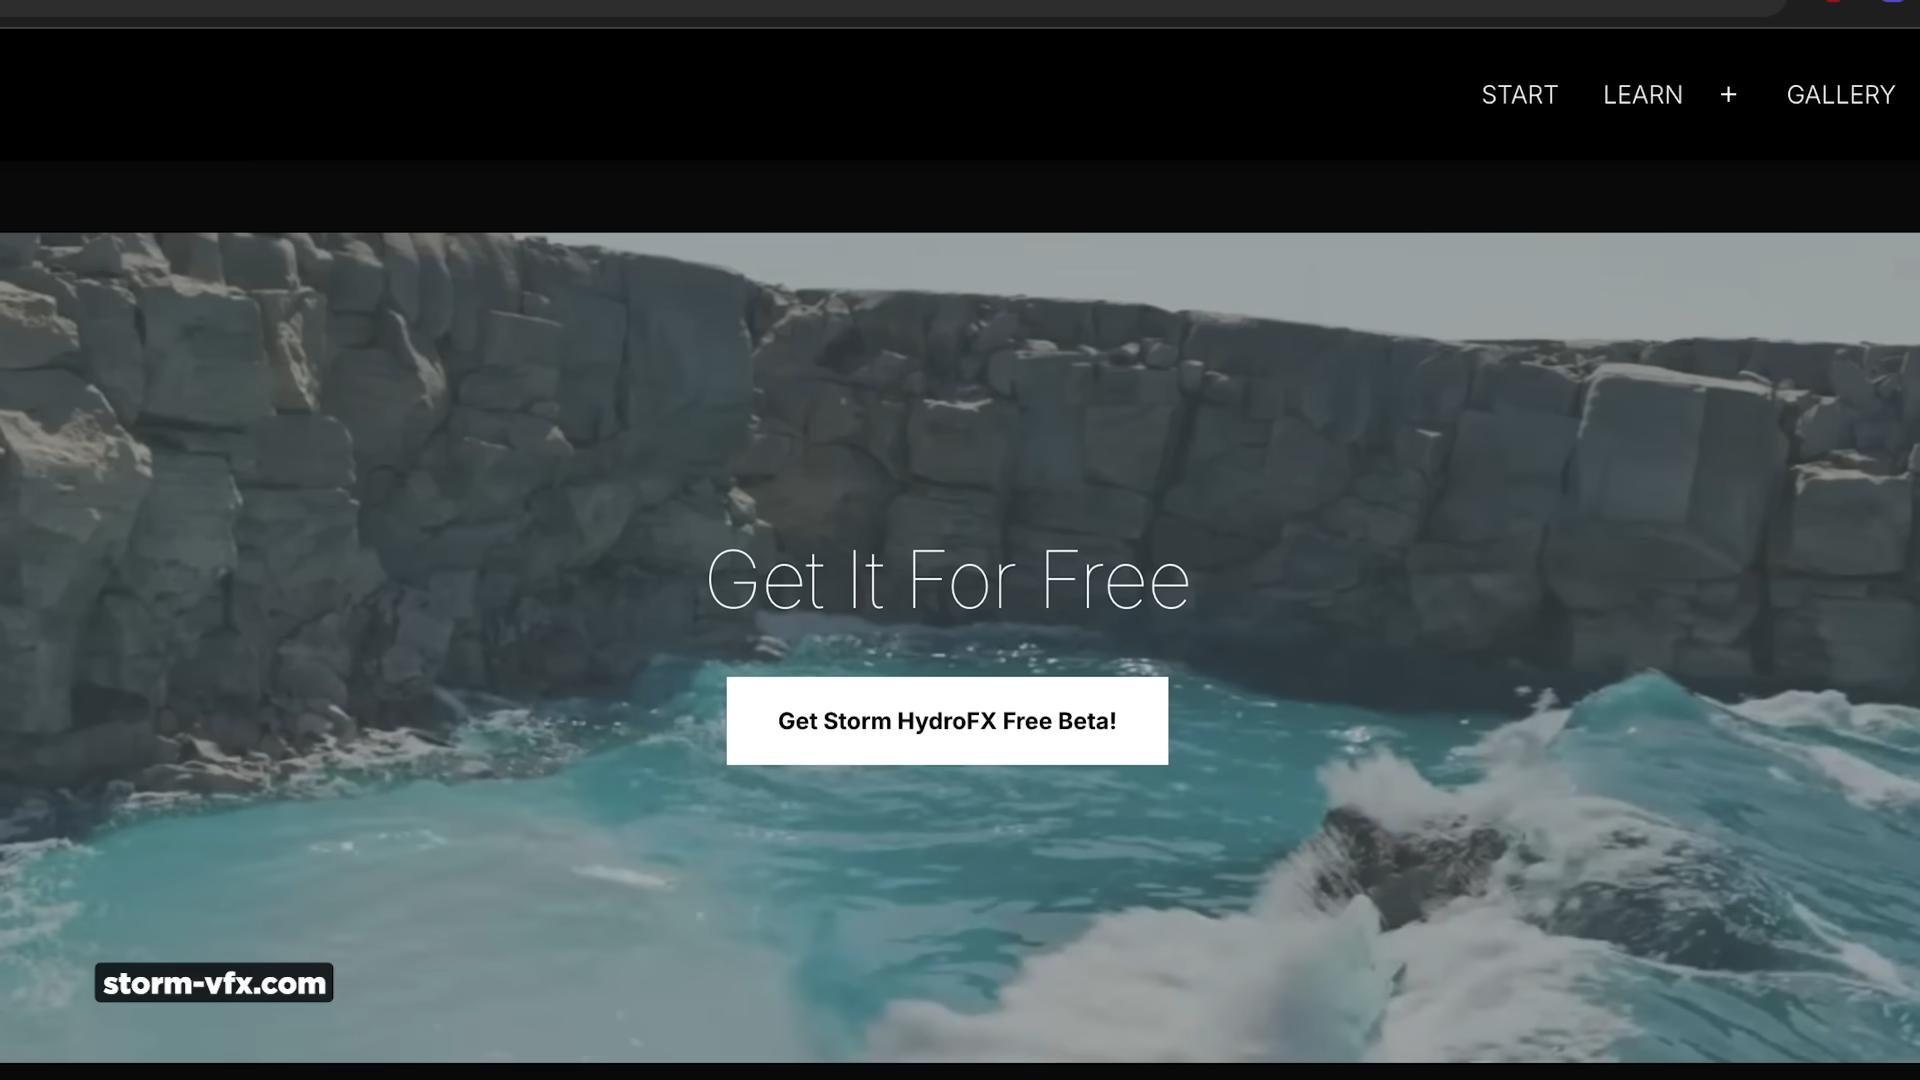 START LEARN + GALLERY
Get It For Free
Get Storm HydroFX Free Beta!
storm-vfx.com